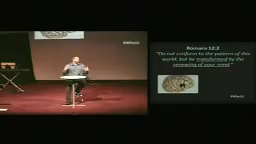 Romans 12:2
"Do not conform to the pattern of this
world, but be transformed by the
renewing of your mind."